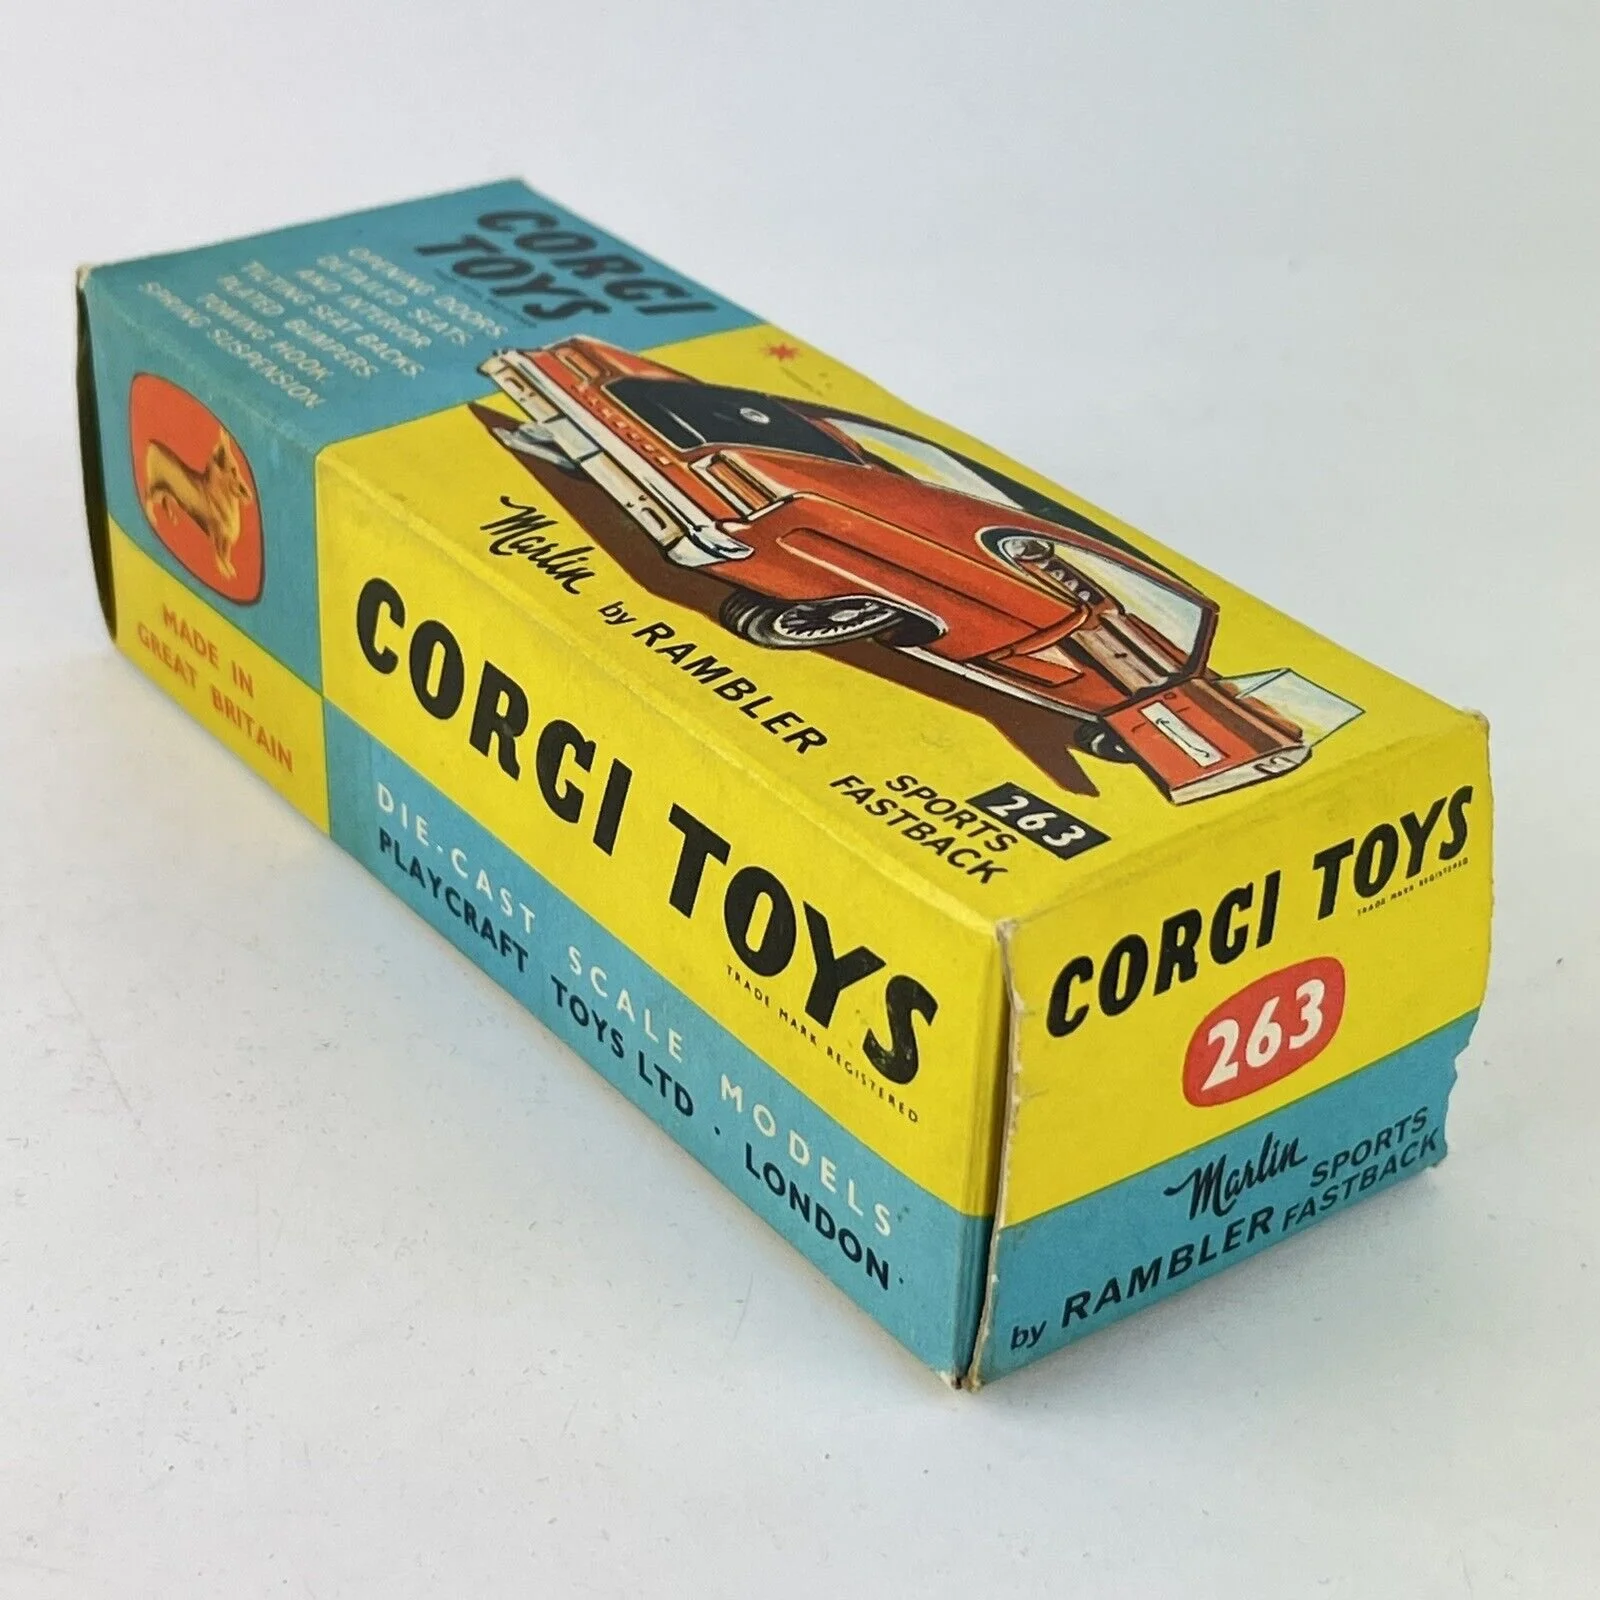 CORGI
TOYS
OPENING DOORS.
DETAILED SEATS.
AND INTERIOR
TILTING SEAT BACKS.
PLATED BUMPERS.
TOWING HOOK.
SPRING SUSPENSION.
Marlin by RAMBLER
263
SPORTS
FASTBACK
MADE IN
GREAT BRITAIN
CORGI TOYS
TRADE MARK REGISTERED
DIE-CAST SCALE MODELS
PLAYCRAFT TOYS LTD · LONDON
CORGI TOYS
TRADE MARK REGISTERED
263
Marlin SPORTS
by RAMBLER FASTBACK